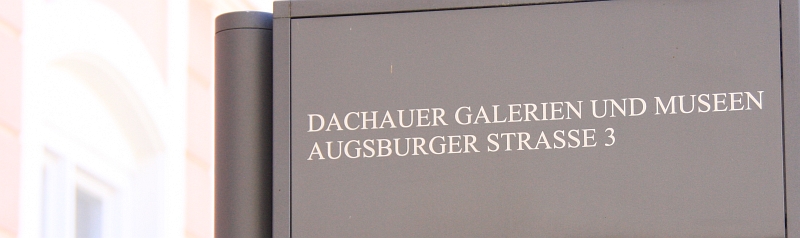 DACHAUER GALERIEN UND MUSEEN
AUGSBURGER STRASSE 3